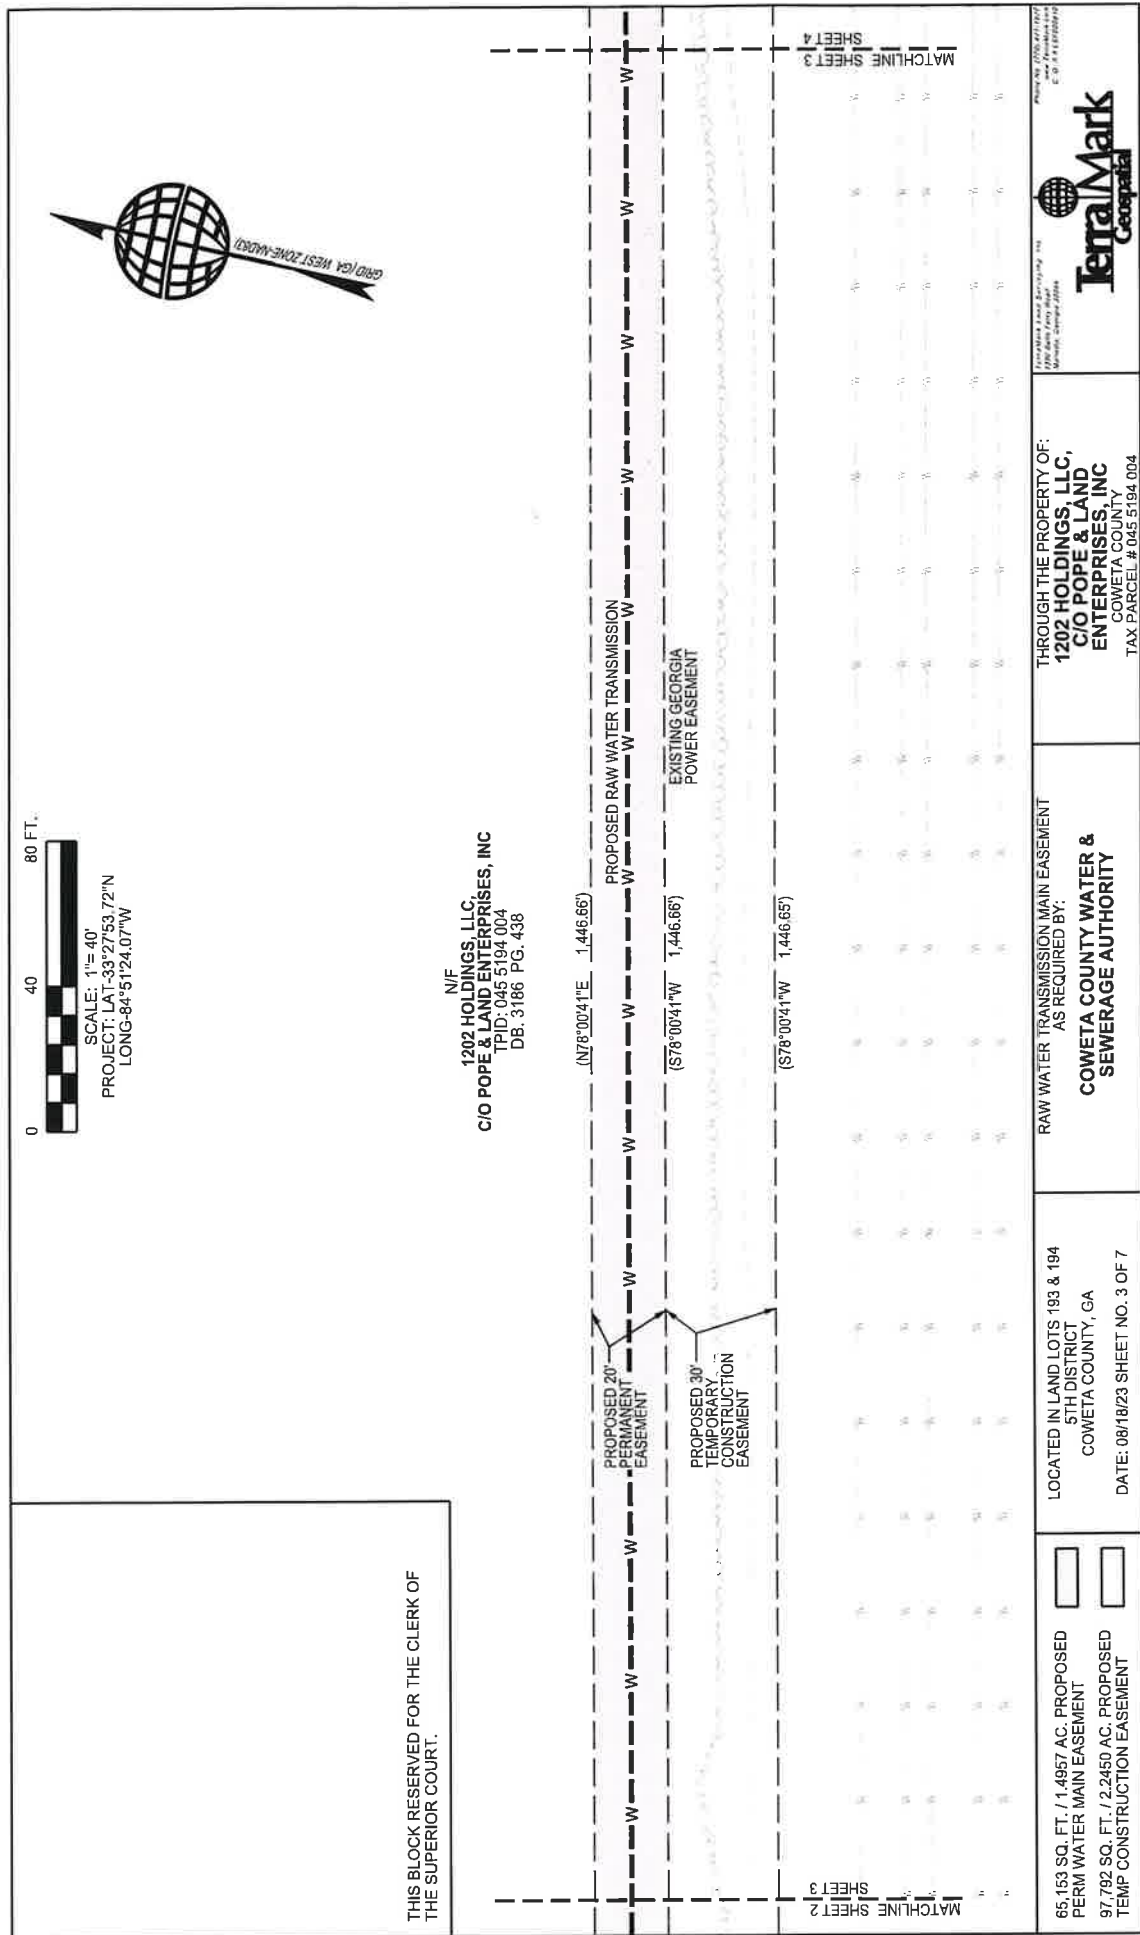 THIS BLOCK RESERVED FOR THE CLERK OF
THE SUPERIOR COURT.
0 40 80 FT.
SCALE: 1"= 40'
PROJECT: LAT-33°27'53.72"N
LONG-84°51'24.07"W
GRID (GA WEST ZONE-NAD83)
N/F
1202 HOLDINGS, LLC,
C/O POPE & LAND ENTERPRISES, INC
TPID: 045 5194 004
DB. 3186 PG. 438
(N78°00'41"E 1,446.66')
PROPOSED RAW WATER TRANSMISSION
W W W W W W W W W W W W W W
(S78°00'41"W 1,446.66')
EXISTING GEORGIA
POWER EASEMENT
(S78°00'41"W 1,446.65')
PROPOSED 20'
PERMANENT
EASEMENT
PROPOSED 30'
TEMPORARY
CONSTRUCTION
EASEMENT
MATCHLINE SHEET 2
SHEET 3
MATCHLINE SHEET 3
SHEET 4
65,153 SQ. FT. / 1.4957 AC. PROPOSED
PERM WATER MAIN EASEMENT
97,792 SQ. FT. / 2.2450 AC. PROPOSED
TEMP CONSTRUCTION EASEMENT
LOCATED IN LAND LOTS 193 & 194
5TH DISTRICT
COWETA COUNTY, GA
DATE: 08/18/23 SHEET NO. 3 OF 7
RAW WATER TRANSMISSION MAIN EASEMENT
AS REQUIRED BY:
COWETA COUNTY WATER &
SEWERAGE AUTHORITY
THROUGH THE PROPERTY OF:
1202 HOLDINGS, LLC,
C/O POPE & LAND
ENTERPRISES, INC
COWETA COUNTY
TAX PARCEL # 045 5194 004
TerraMark Land Surveying, Inc.
Marietta, Georgia
TerraMark
Geospatial